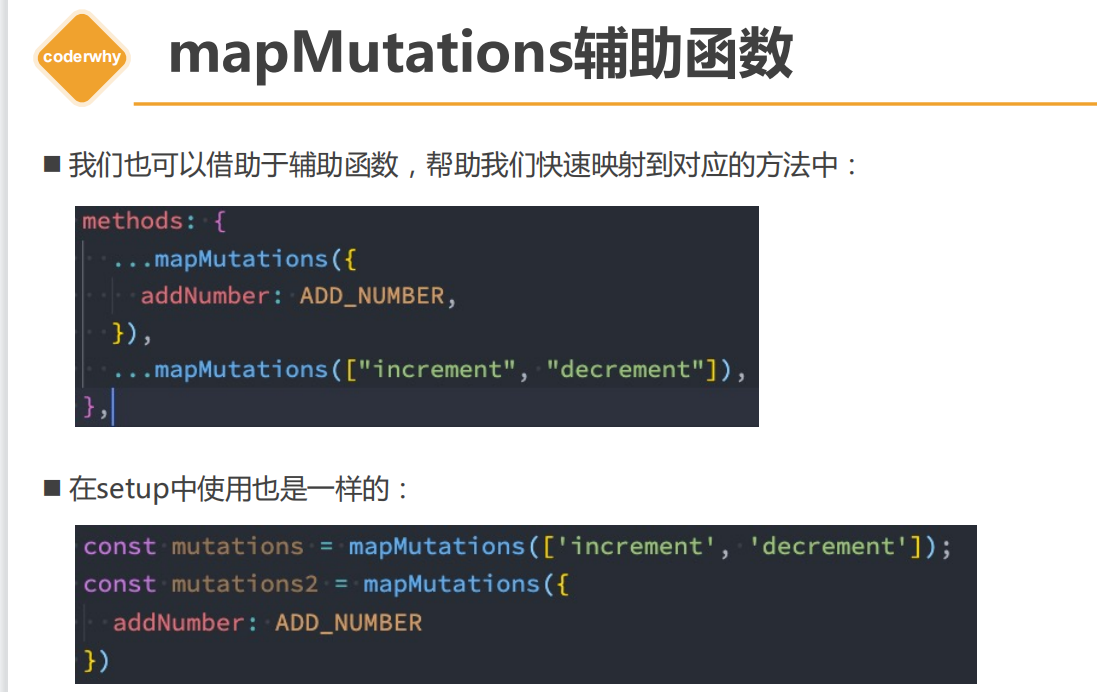 coderwhy
mapMutations辅助函数
■ 我们也可以借助于辅助函数，帮助我们快速映射到对应的方法中：
methods: {
  ...mapMutations({
    addNumber: ADD_NUMBER,
  }),
  ...mapMutations(["increment", "decrement"]),
},
■ 在setup中使用也是一样的：
const mutations = mapMutations(['increment', 'decrement']);
const mutations2 = mapMutations({
  addNumber: ADD_NUMBER
})